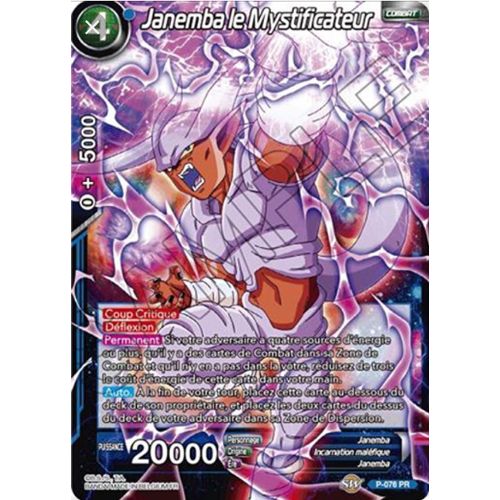 4
Janemba le Mystificateur
COMBAT
0 + 5000
Coup Critique
Déflexion
Permanent Si votre adversaire a quatre sources d'énergie
ou plus, qu'il y a des cartes de Combat dans sa Zone de
Combat et qu'il n'y en a pas dans la vôtre, réduisez de trois
le coût d'énergie de cette carte dans votre main.
Auto À la fin de votre tour, placez cette carte au-dessous du
deck de son propriétaire, et placez les deux cartes du dessus
du deck de votre adversaire dans sa Zone de Dispersion.
PUISSANCE 20000
Personnage Janemba
Origine Incarnation maléfique
Ère Janemba
P-076 PR